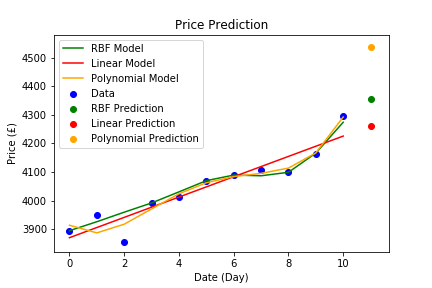 Price Prediction
RBF Model
Linear Model
Polynomial Model
Data
RBF Prediction
Linear Prediction
Polynomial Prediction
Price (£)
4500
4400
4300
4200
4100
4000
3900
0 2 4 6 8 10
Date (Day)